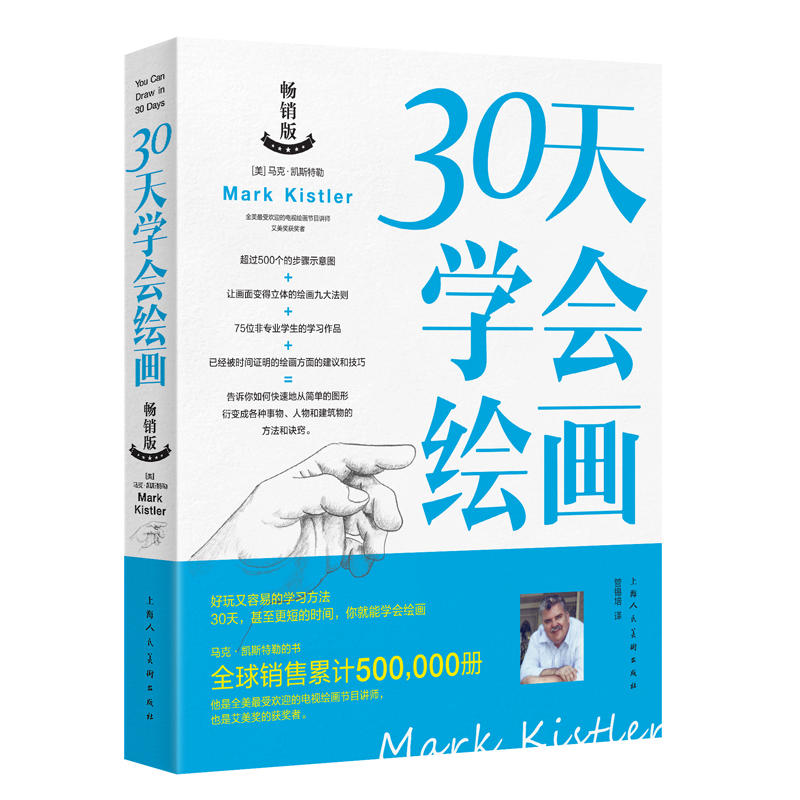 You Can
Draw in
30 Days
30天学会绘画
畅销版
[美]
马克·凯斯特勒
Mark
Kistler
上海人民美术出版社
畅销版
[美] 马克·凯斯特勒
Mark Kistler
全美最受欢迎的电视绘画节目讲师
艾美奖获奖者
超过500个的步骤示意图
+
让画面变得立体的绘画九大法则
+
75位非专业学生的学习作品
+
已经被时间证明的绘画方面的建议和技巧
=
告诉你如何快速地从简单的图形
衍变成各种事物、人物和建筑物的
方法和诀窍。
30天
学会
绘画
好玩又容易的学习方法
30天，甚至更短的时间，你就能学会绘画
马克·凯斯特勒的书
全球销售累计500,000册
他是全美最受欢迎的电视绘画节目讲师，
也是艾美奖的获奖者。
管锡培 译
上海人民美术出版社
Mark Kistler